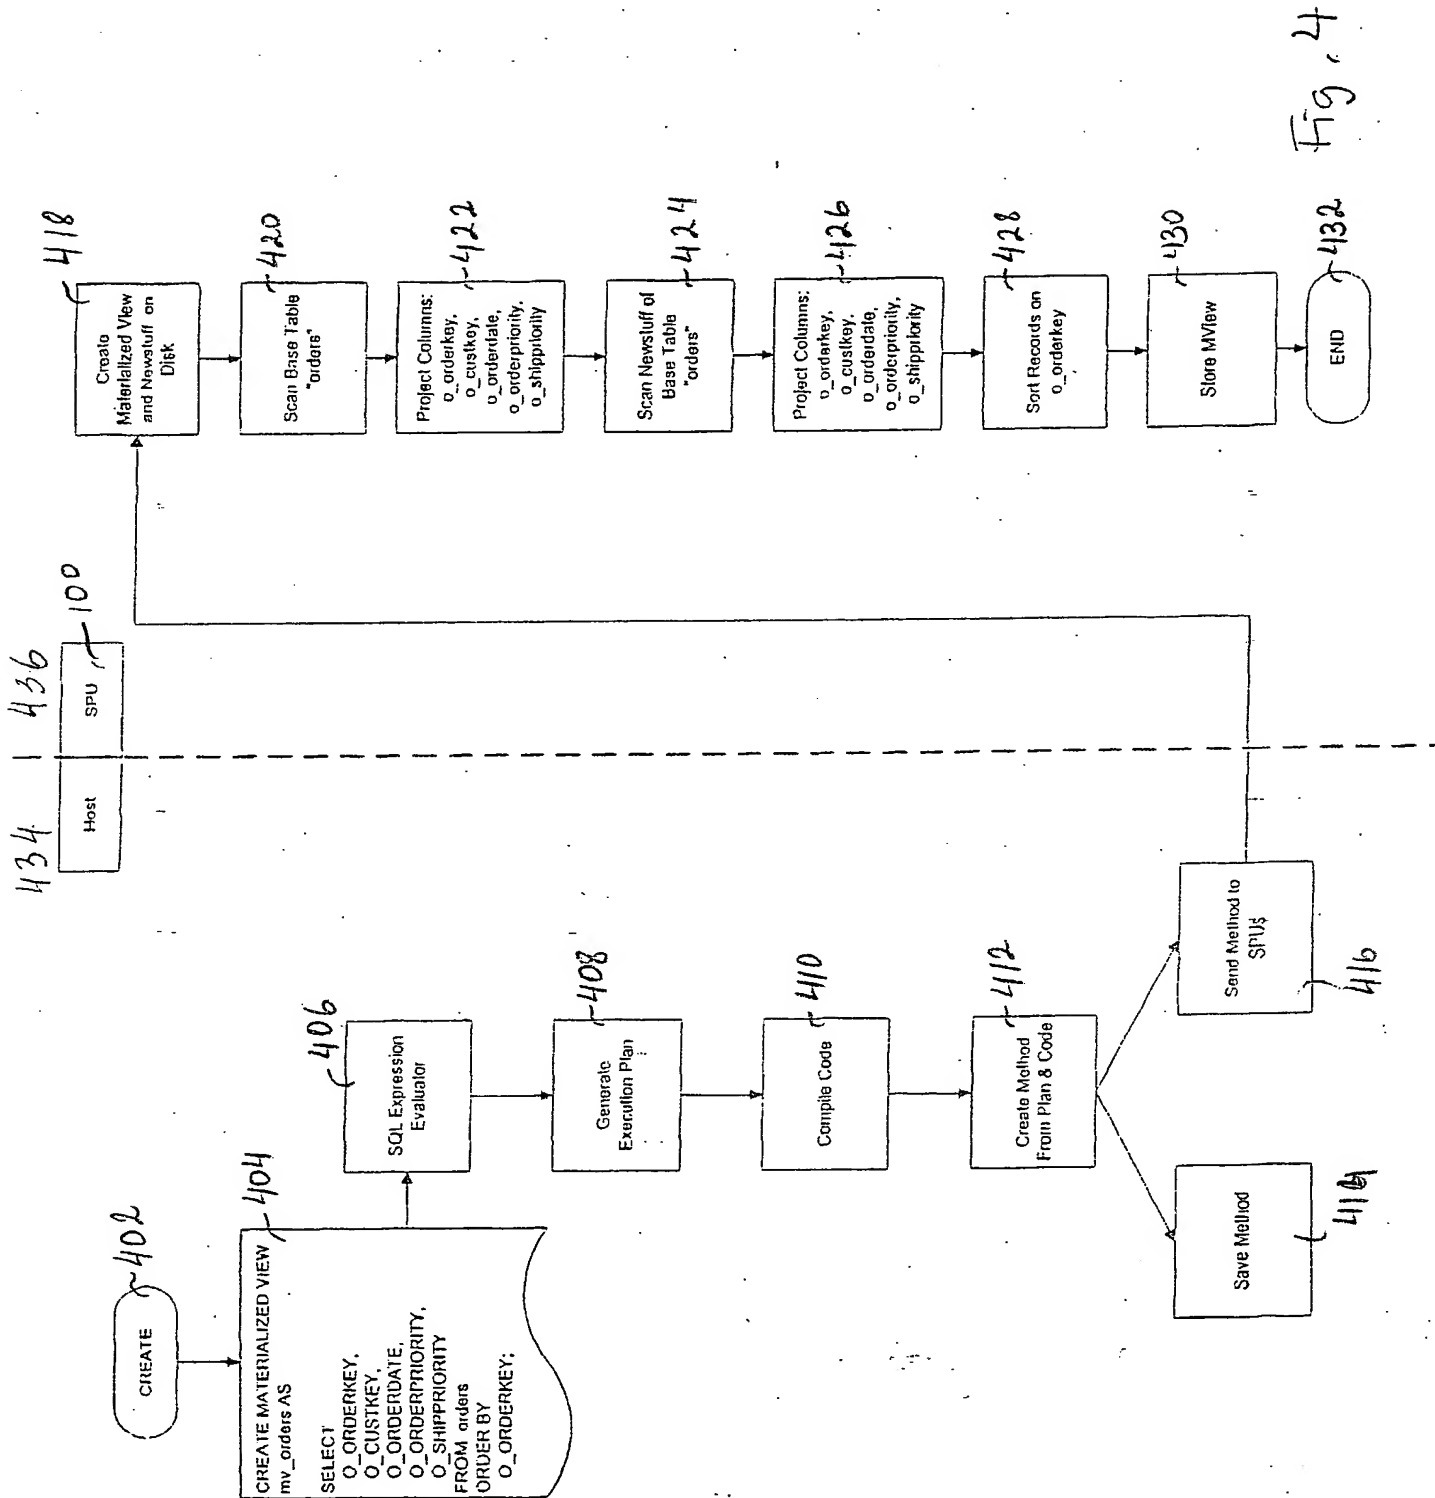 434
436
Host
SPU
100
402
CREATE
404
CREATE MATERIALIZED VIEW
mv_orders AS
SELECT
O_ORDERKEY,
O_CUSTKEY,
O_ORDERDATE,
O_ORDERPRIORITY,
O_SHIPPRIORITY
FROM orders
ORDER BY
O_ORDERKEY;
406
SQL Expression
Evaluator
408
Generate
Execution Plan
410
Compile Code
412
Create Method
From Plan & Code
Save Method
414
Send Method to
SPUs
416
418
Create
Materialized View
and Newstuff on
Disk
420
Scan Base Table
"orders"
422
Project Columns:
o_orderkey,
o_custkey,
o_orderdate,
o_orderpriority,
o_shippriority
424
Scan Newstuff of
Base Table
"orders"
426
Project Columns:
o_orderkey,
o_custkey,
o_orderdate,
o_orderpriority,
o_shippriority
428
Sort Records on
o_orderkey
430
Store MView
432
END
Fig. 4